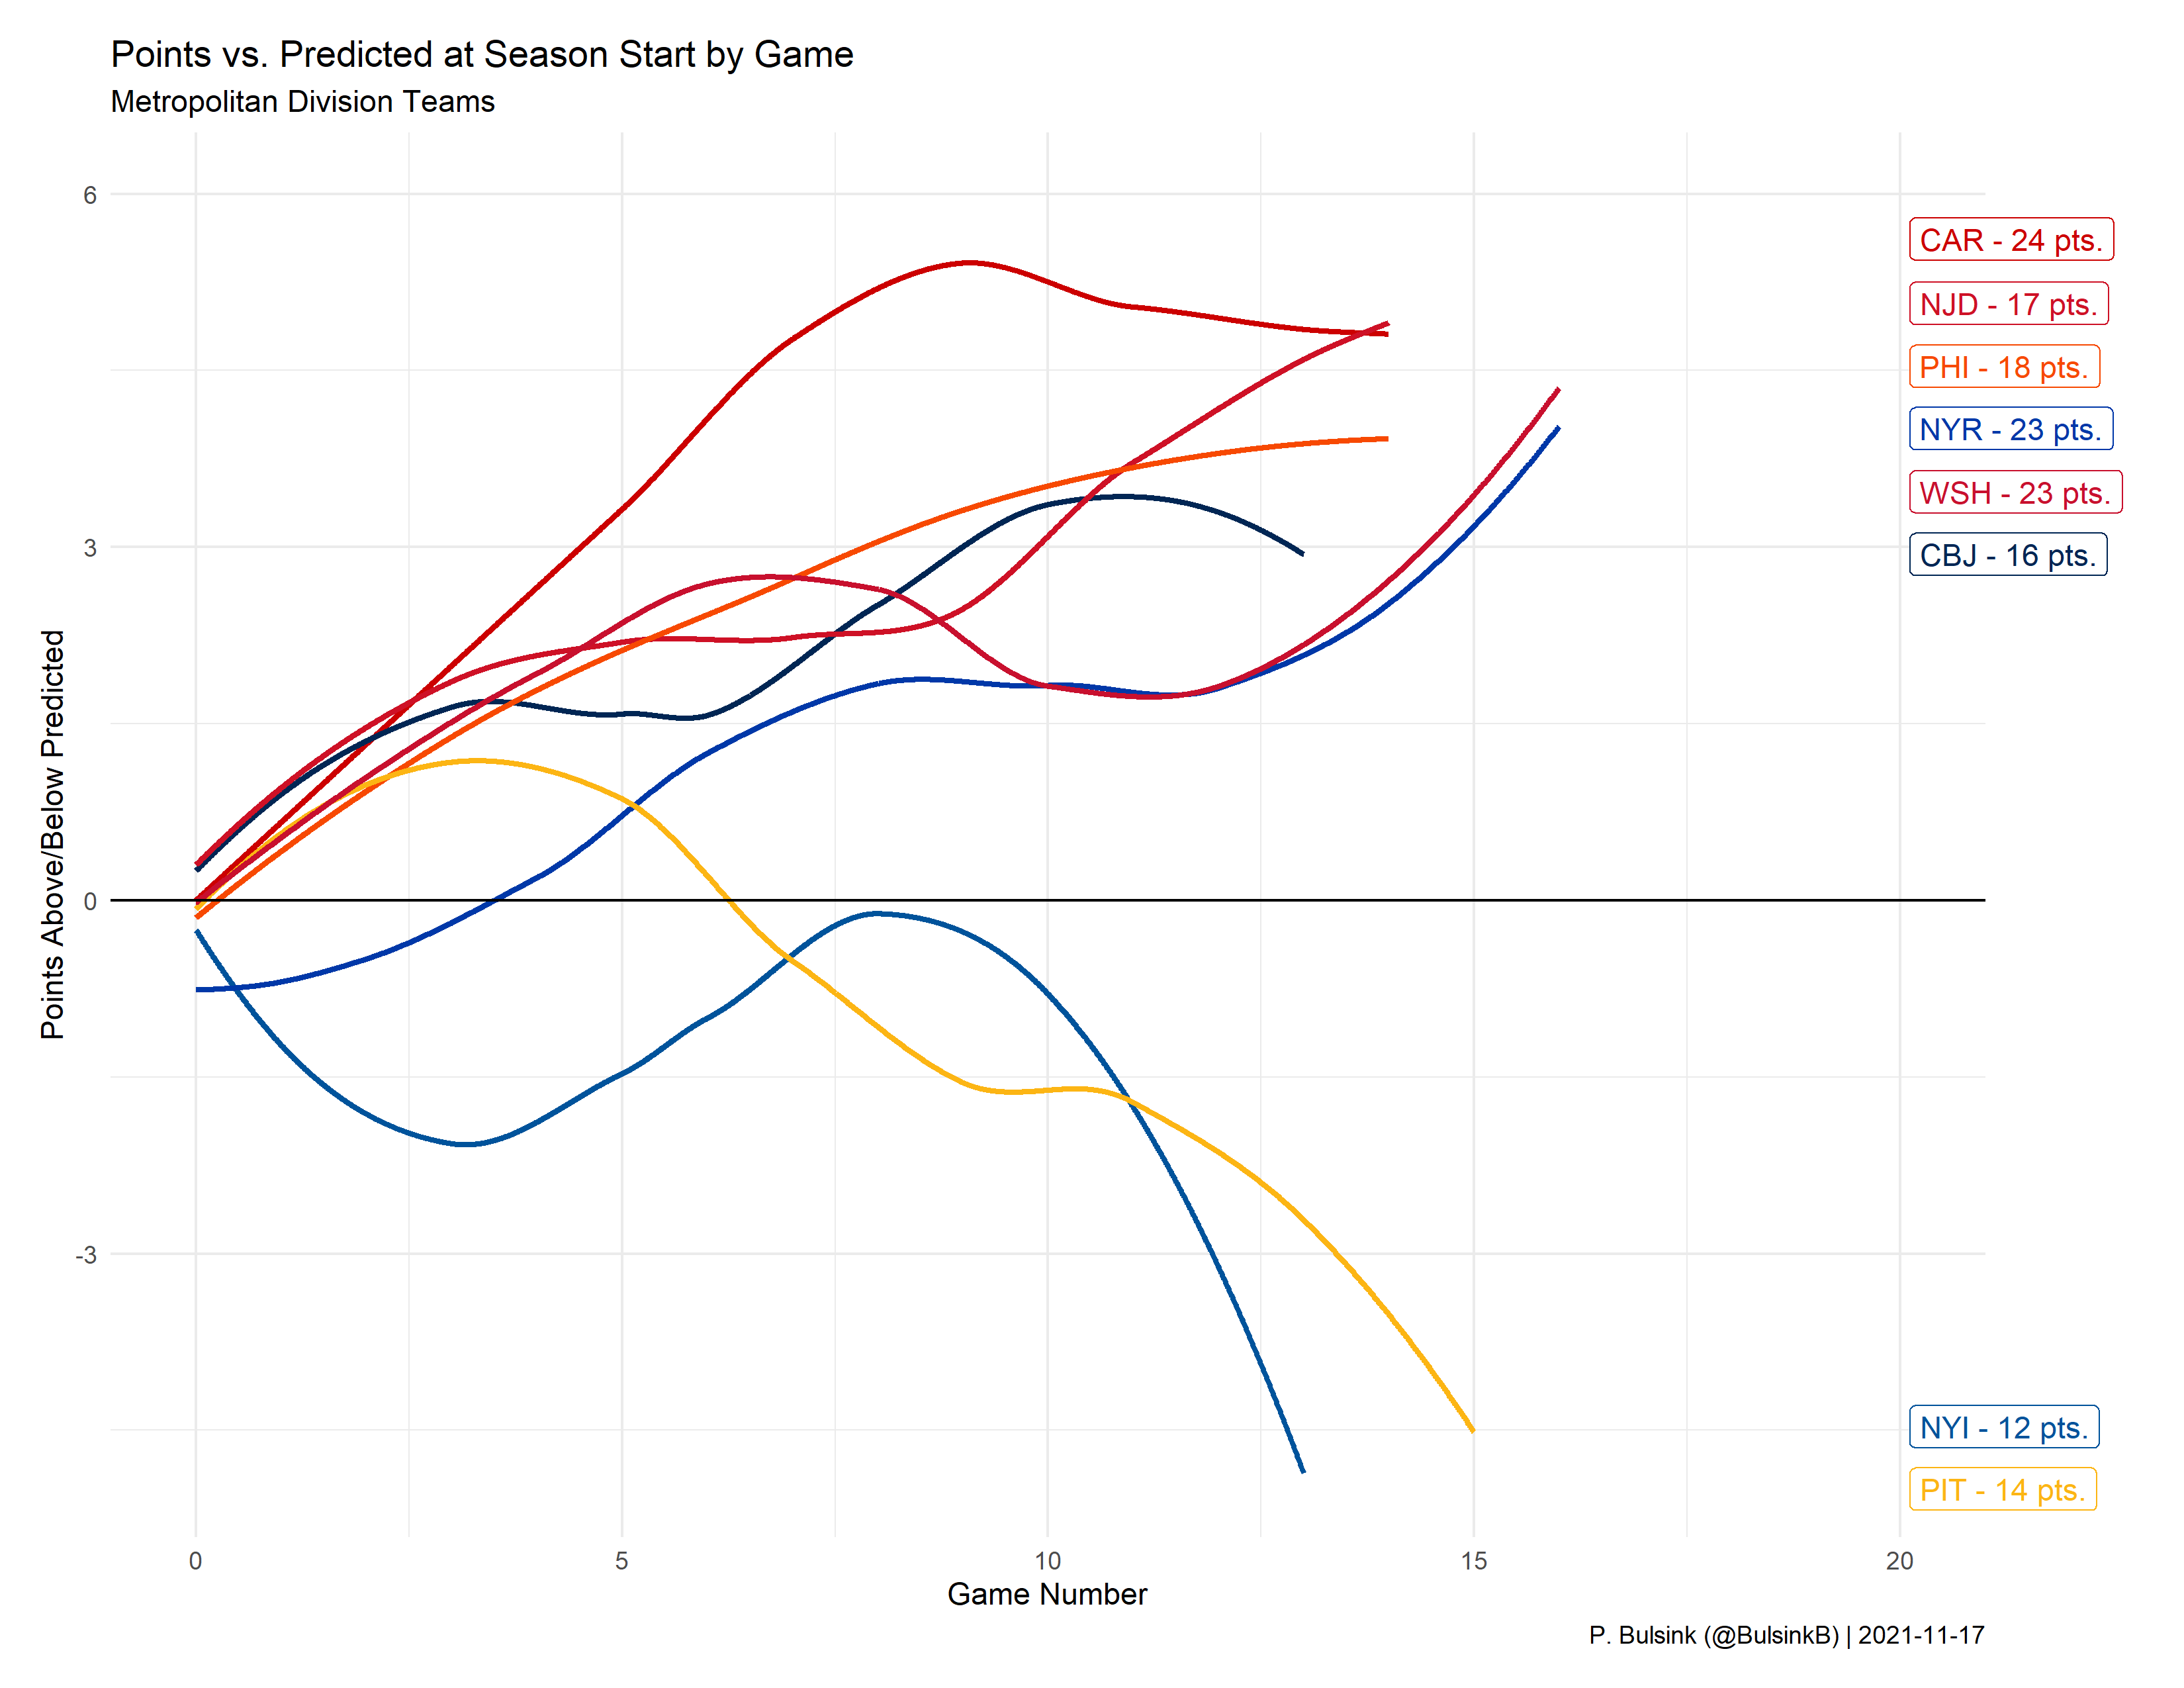 Points vs. Predicted at Season Start by Game
Metropolitan Division Teams
Points Above/Below Predicted
6
3
0
-3
CAR - 24 pts.
NJD - 17 pts.
PHI - 18 pts.
NYR - 23 pts.
WSH - 23 pts.
CBJ - 16 pts.
NYI - 12 pts.
PIT - 14 pts.
0 5 10 15 20
Game Number
P. Bulsink (@BulsinkB) | 2021-11-17